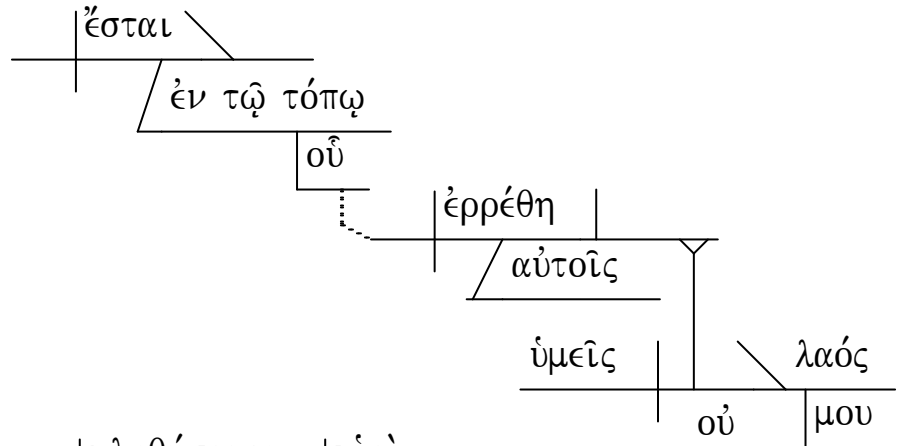 ἔσται
ἐν τῷ τόπῳ
οὗ
ἐρρέθη
αὐτοῖς
ὑμεῖς λαός
οὐ μου